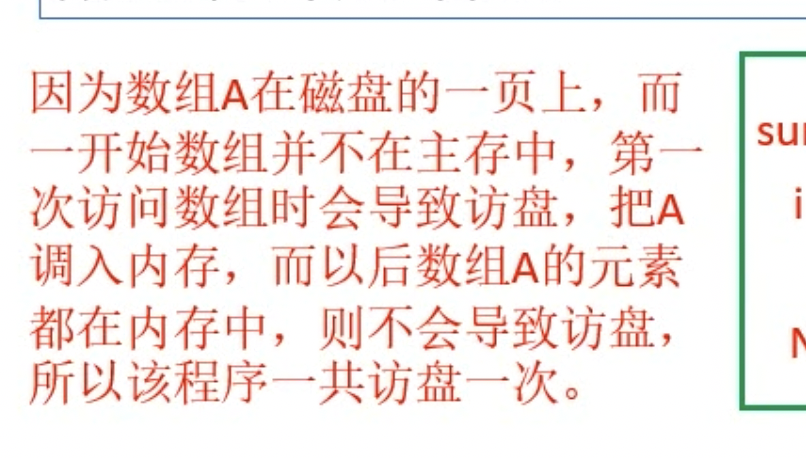 因为数组A在磁盘的一页上，而
一开始数组并不在主存中，第一
次访问数组时会导致访盘，把A
调入内存，而以后数组A的元素
都在内存中，则不会导致访盘，
所以该程序一共访盘一次。